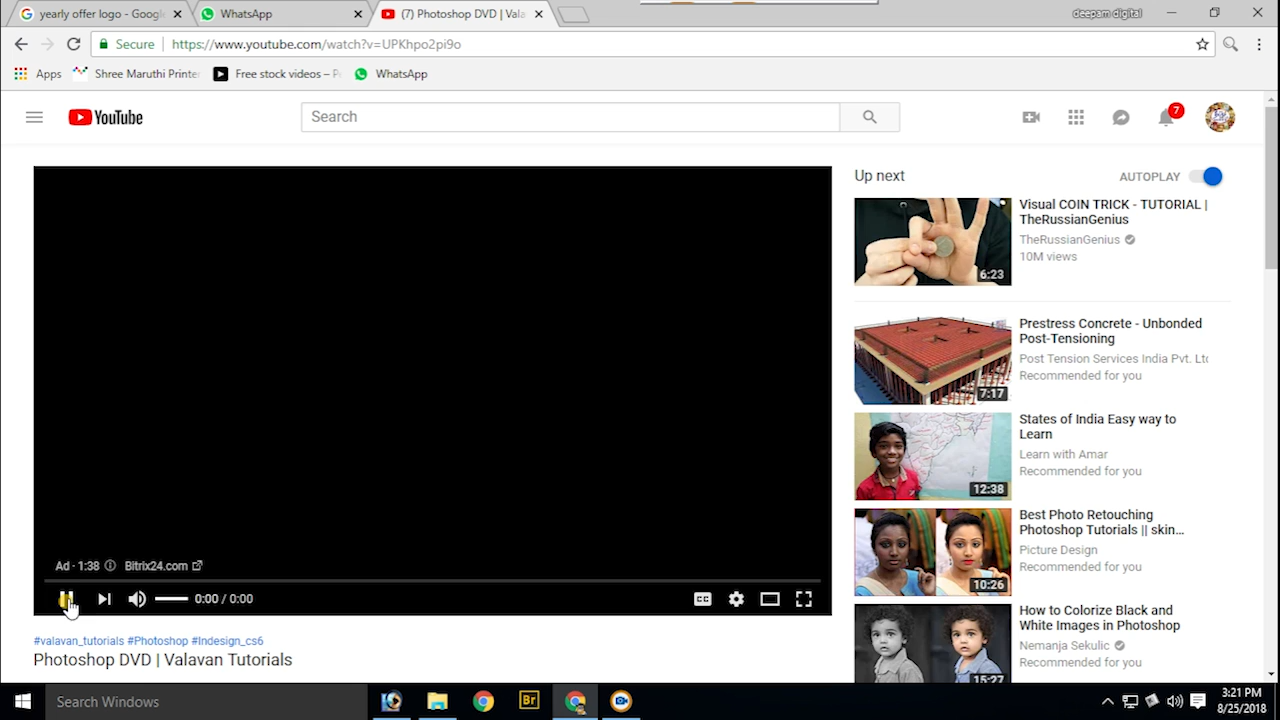 yearly offer logo - Google
WhatsApp
(7) Photoshop DVD | Vala
deepam digital
Secure
https://www.youtube.com/watch?v=UPKhpo2pi9o
Apps
Shree Maruthi Printe
Free stock videos – P
WhatsApp
YouTube
Search
7
Up next
AUTOPLAY
Visual COIN TRICK - TUTORIAL |
TheRussianGenius
TheRussianGenius
10M views
6:23
Prestress Concrete - Unbonded
Post-Tensioning
Post Tension Services India Pvt. Ltd
Recommended for you
7:17
States of India Easy way to
Learn
Learn with Amar
Recommended for you
12:38
Best Photo Retouching
Photoshop Tutorials || skin...
Picture Design
Recommended for you
10:26
How to Colorize Black and
White Images in Photoshop
Nemanja Sekulic
Recommended for you
15:27
Ad · 1:38
Bitrix24.com
0:00 / 0:00
CC
#valavan_tutorials #Photoshop #Indesign_cs6
Photoshop DVD | Valavan Tutorials
Search Windows
Br
3:21 PM
8/25/2018